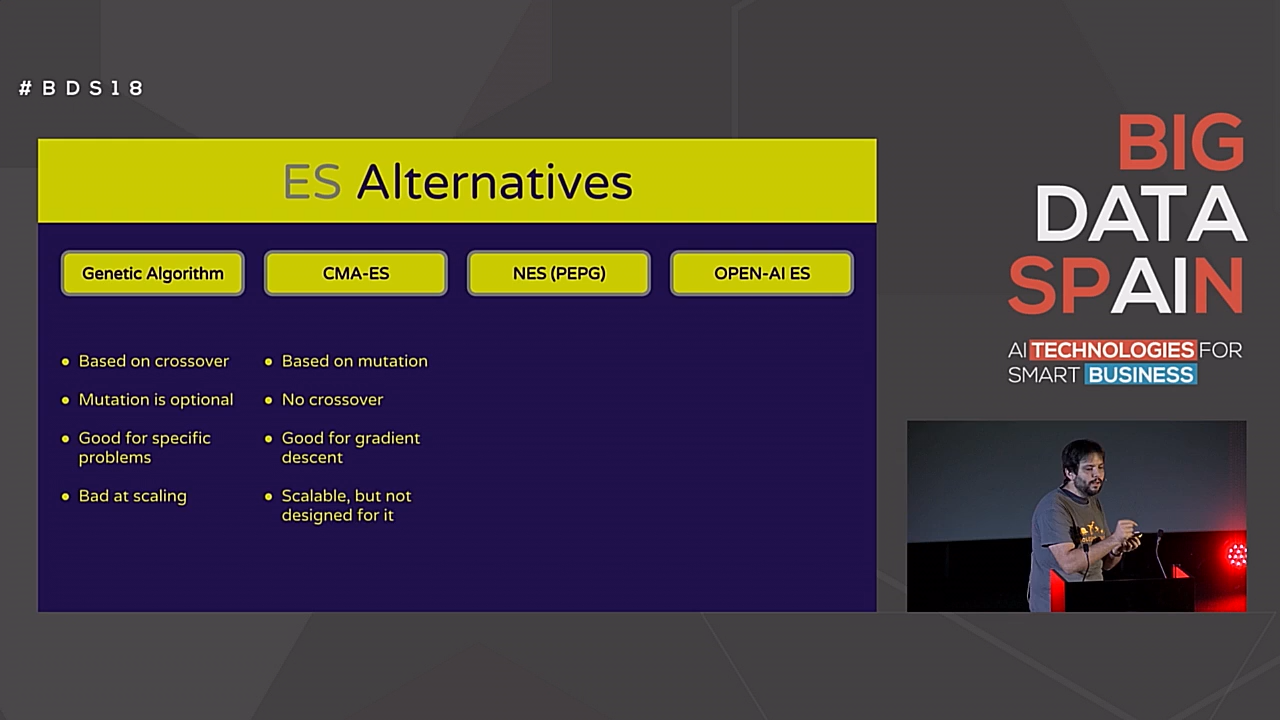 #BDS18
ES Alternatives
Genetic Algorithm
CMA-ES
NES (PEPG)
OPEN-AI ES
Based on crossover
Mutation is optional
Good for specific
problems
Bad at scaling
Based on mutation
No crossover
Good for gradient
descent
Scalable, but not
designed for it
BIG
DATA
SPAIN
AI TECHNOLOGIES FOR
SMART BUSINESS